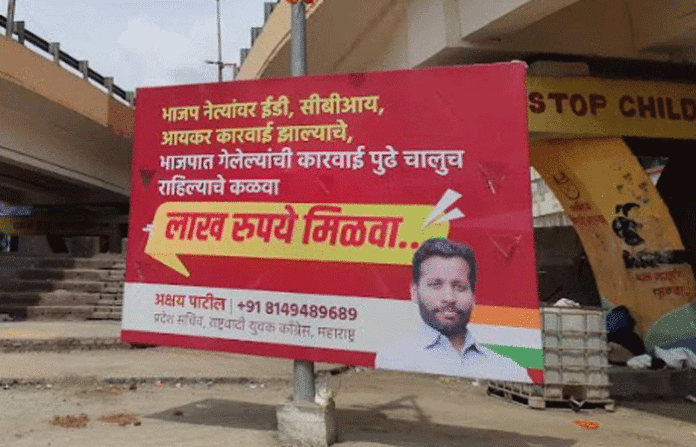 भाजप नेत्यांवर ईडी, सीबीआय,
आयकर कारवाई झाल्याचे,
भाजपात गेलेल्यांची कारवाई पुढे चालुच
राहिल्याचे कळवा
लाख रुपये मिळवा..
अक्षय पाटील | +91 8149489689
प्रदेश सचिव, राष्ट्रवादी युवक काँग्रेस, महाराष्ट्र
STOP CHILD